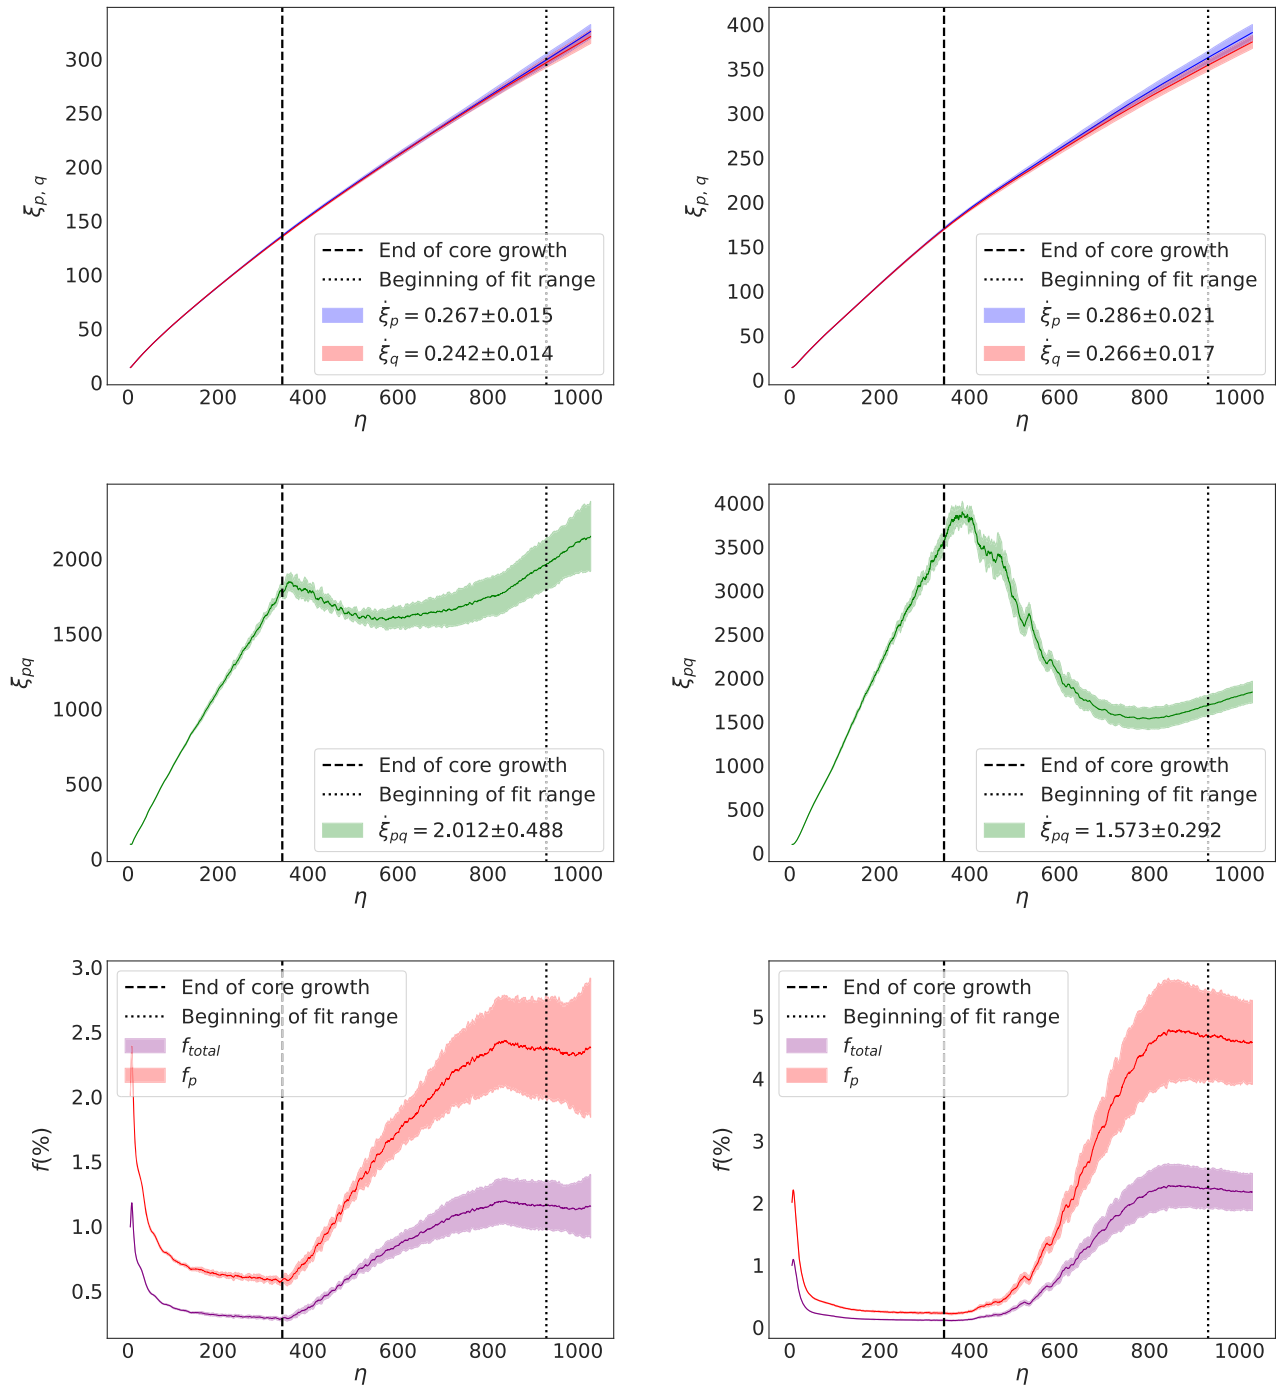 300
250
200
150
100
50
0
ξp, q
End of core growth
Beginning of fit range
ξ̇p = 0.267±0.015
ξ̇q = 0.242±0.014
0 200 400 600 800 1000
η
400
350
300
250
200
150
100
50
0
ξp, q
End of core growth
Beginning of fit range
ξ̇p = 0.286±0.021
ξ̇q = 0.266±0.017
0 200 400 600 800 1000
η
2000
1500
1000
500
0
ξpq
End of core growth
Beginning of fit range
ξ̇pq = 2.012±0.488
0 200 400 600 800 1000
η
4000
3500
3000
2500
2000
1500
1000
500
0
ξpq
End of core growth
Beginning of fit range
ξ̇pq = 1.573±0.292
0 200 400 600 800 1000
η
3.0
2.5
2.0
1.5
1.0
0.5
f(%)
End of core growth
Beginning of fit range
ftotal
fp
0 200 400 600 800 1000
η
5
4
3
2
1
0
f(%)
End of core growth
Beginning of fit range
ftotal
fp
0 200 400 600 800 1000
η